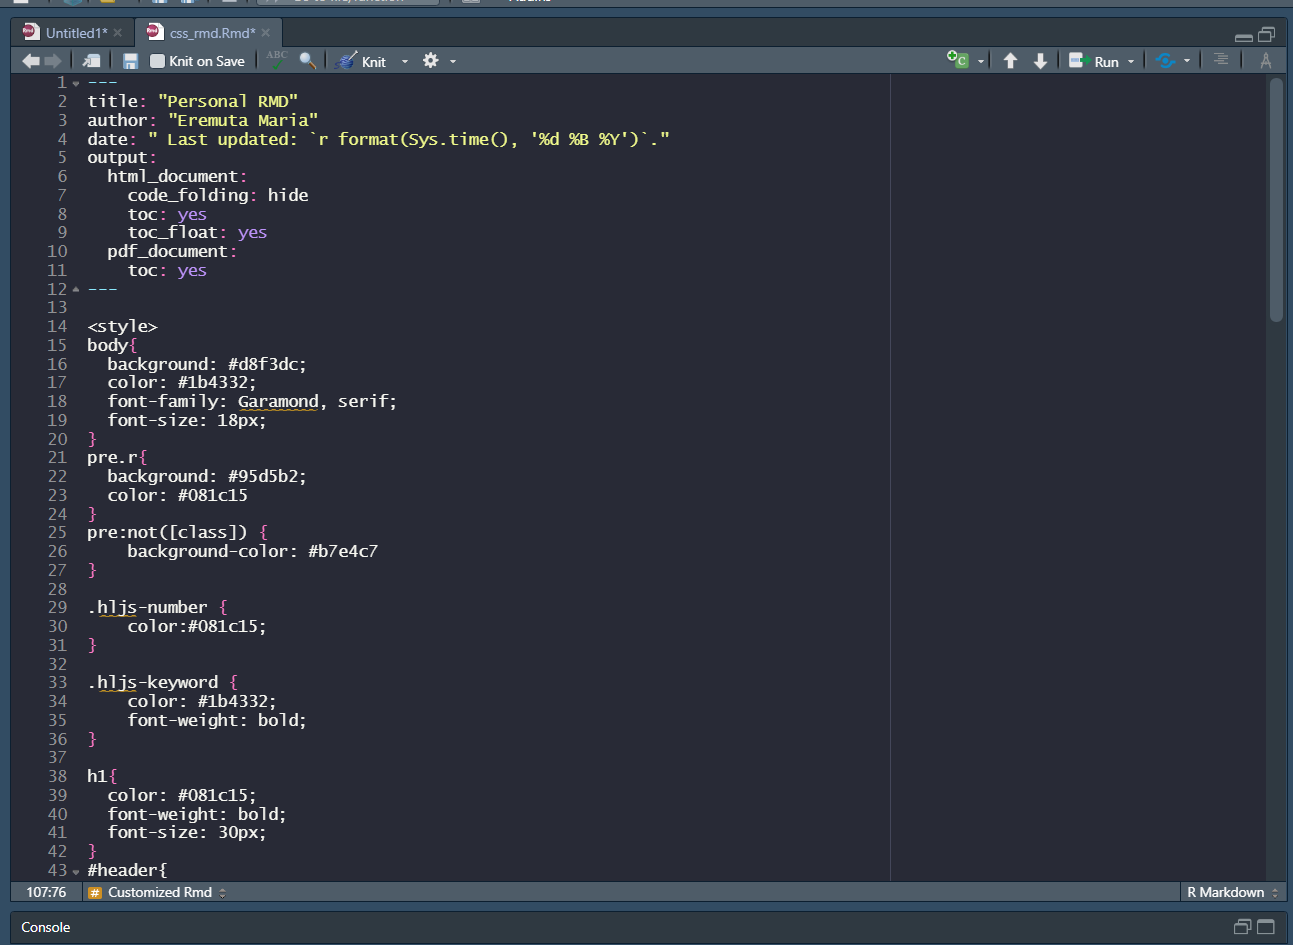 Untitled1* ×
css_rmd.Rmd* ×
Knit on Save
ABC
Knit
C
Run
1 ---
2 title: "Personal RMD"
3 author: "Eremuta Maria"
4 date: " Last updated: `r format(Sys.time(), '%d %B %Y')`."
5 output:
6   html_document:
7     code_folding: hide
8     toc: yes
9     toc_float: yes
10   pdf_document:
11     toc: yes
12 ---
13
14 <style>
15 body{
16   background: #d8f3dc;
17   color: #1b4332;
18   font-family: Garamond, serif;
19   font-size: 18px;
20 }
21 pre.r{
22   background: #95d5b2;
23   color: #081c15
24 }
25 pre:not([class]) {
26     background-color: #b7e4c7
27 }
28
29 .hljs-number {
30     color:#081c15;
31 }
32
33 .hljs-keyword {
34     color: #1b4332;
35     font-weight: bold;
36 }
37
38 h1{
39   color: #081c15;
40   font-weight: bold;
41   font-size: 30px;
42 }
43 #header{
107:76
# Customized Rmd
R Markdown
Console